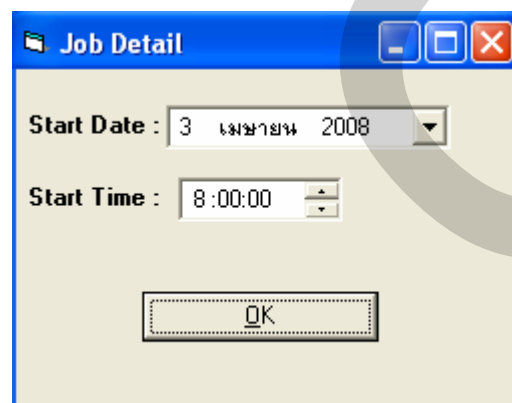 Job Detail
Start Date : 3 เมษายน 2008
Start Time : 8:00:00
OK